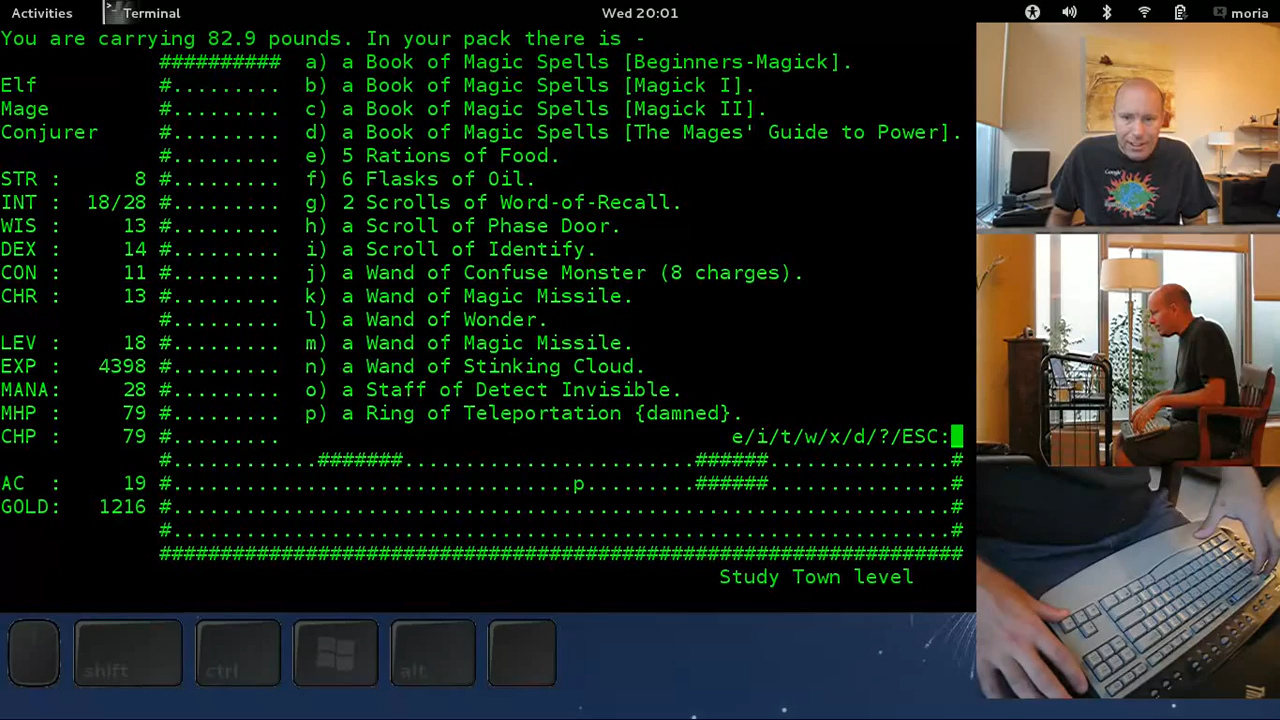 Activities Terminal Wed 20:01 moria
You are carrying 82.9 pounds. In your pack there is -
########## a) a Book of Magic Spells [Beginners-Magick].
Elf #......... b) a Book of Magic Spells [Magick I].
Mage #......... c) a Book of Magic Spells [Magick II].
Conjurer #......... d) a Book of Magic Spells [The Mages' Guide to Power].
#......... e) 5 Rations of Food.
STR : 8 #......... f) 6 Flasks of Oil.
INT : 18/28 #......... g) 2 Scrolls of Word-of-Recall.
WIS : 13 #......... h) a Scroll of Phase Door.
DEX : 14 #......... i) a Scroll of Identify.
CON : 11 #......... j) a Wand of Confuse Monster (8 charges).
CHR : 13 #......... k) a Wand of Magic Missile.
#......... l) a Wand of Wonder.
LEV : 18 #......... m) a Wand of Magic Missile.
EXP : 4398 #......... n) a Wand of Stinking Cloud.
MANA: 28 #......... o) a Staff of Detect Invisible.
MHP : 79 #......... p) a Ring of Teleportation {damned}.
CHP : 79 #......... e/i/t/w/x/d/?/ESC:
#............#######........................######...............#
AC : 19 #.................................p.........######...............#
GOLD: 1216 #................................................................#
#................................................................#
##################################################################
Study Town level
shift ctrl alt
Google